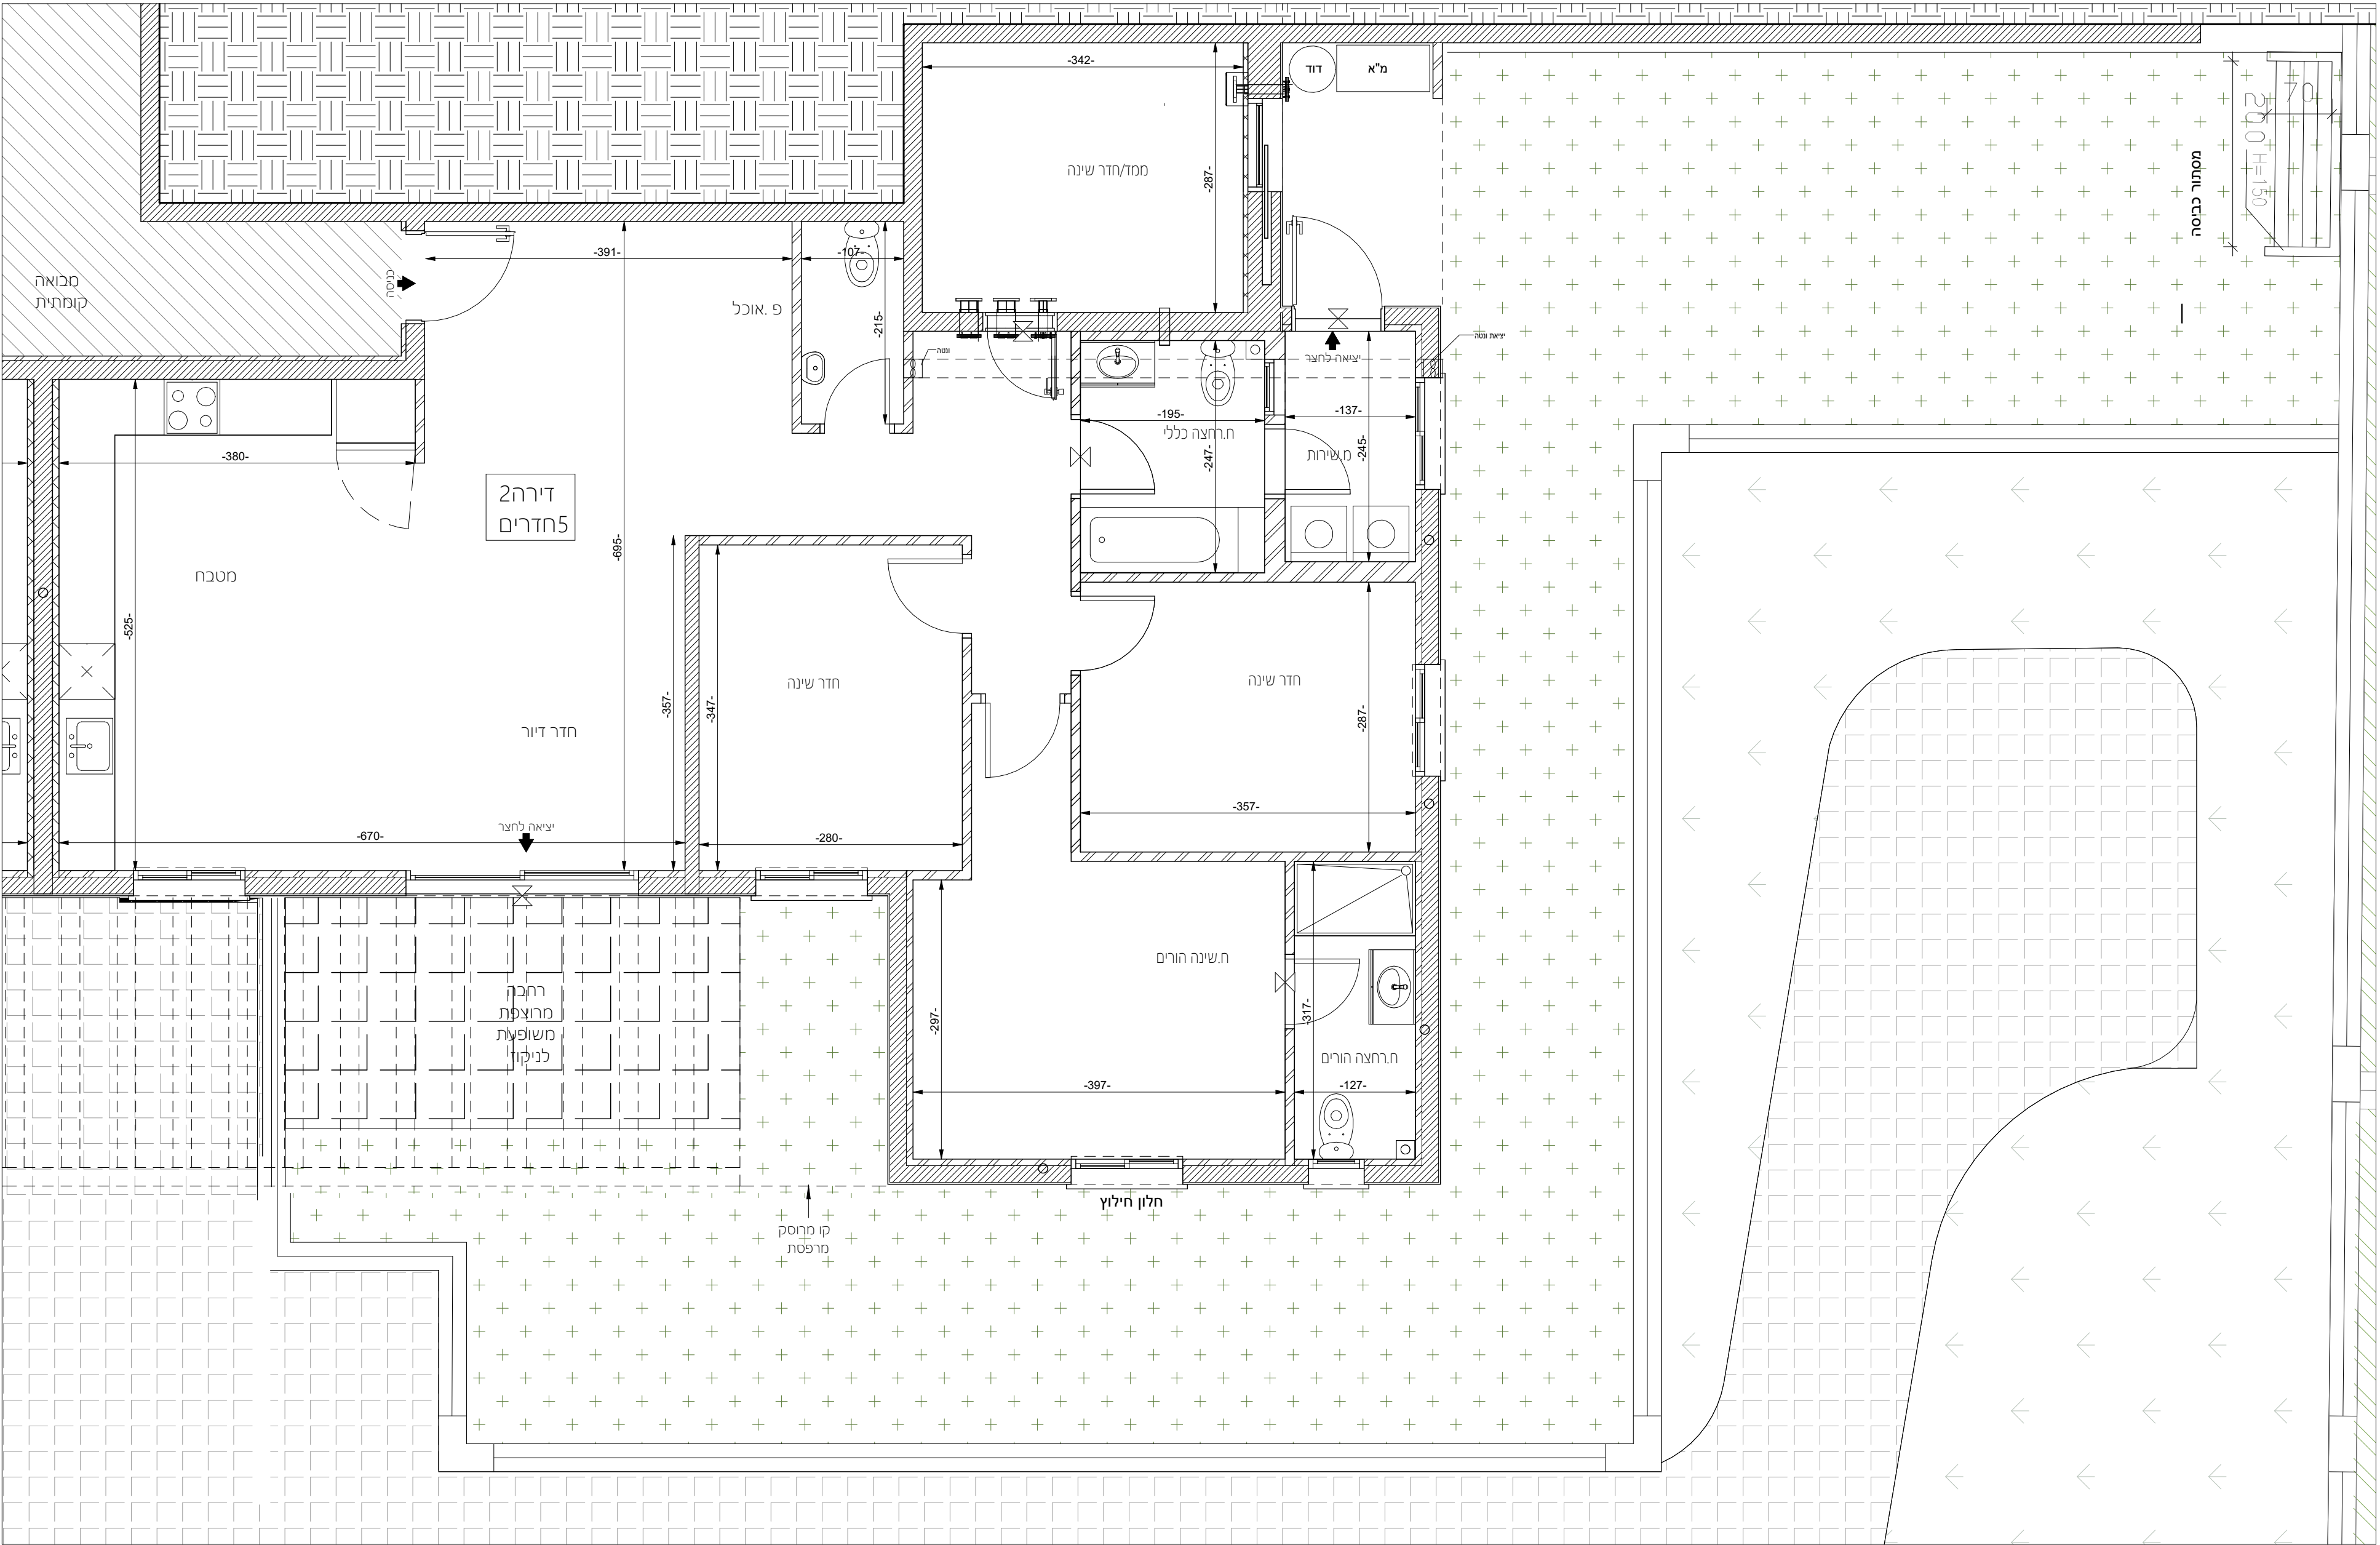 -342-
דוד
מ"א
ממד/חדר שינה
-287-
70
200
H=150
מסתור כביסה
מבואה
קומתית
כניסה
-391-
-107-
פ .אוכל
-215-
ונטה
יציאה לחצר
יציאת ונטה
-380-
דירה2
5חדרים
-195-
ח.רחצה כללי
-247-
-137-
מ.שירות
-245-
-695-
מטבח
-525-
-357-
-347-
חדר שינה
חדר שינה
-287-
חדר דיור
-357-
יציאה לחצר
-670-
-280-
רחבה
מרוצפת
משופעת
לניקוז
ח.שינה הורים
-297-
-317-
ח.רחצה הורים
-397-
-127-
חלון חילוץ
קו מרוסק
מרפסת